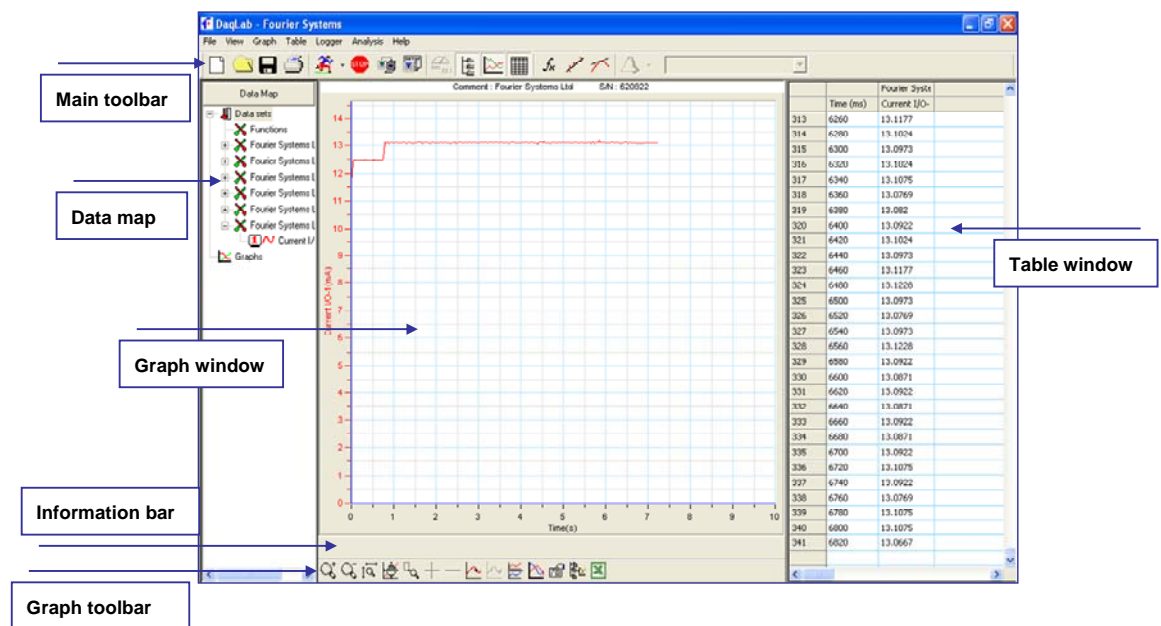 DaqLab - Fourier Systems
File View Graph Table Logger Analysis Help
STOP
Main toolbar
Data map
Graph window
Information bar
Graph toolbar
Table window
Data Map
Data sets
Functions
Fourier Systems L
Fourier Systems L
Fourier Systems L
Fourier Systems L
Fourier Systems L
Fourier Systems L
Current I/
Graphs
Comment : Fourier Systems Ltd S/N : 620022
Current I/O-1(mA)
14
13
12
11
10
9
8
7
6
5
4
3
2
1
0
0 1 2 3 4 5 6 7 8 9 10
Time(s)
Fourier Syste
Time (ms) Current I/O-
313 6260 13.1177
314 6280 13.1024
315 6300 13.0973
316 6320 13.1024
317 6340 13.1075
318 6360 13.0769
319 6380 13.082
320 6400 13.0922
321 6420 13.1024
322 6440 13.0973
323 6460 13.1177
324 6480 13.1228
325 6500 13.0973
326 6520 13.0769
327 6540 13.0973
328 6560 13.1228
329 6580 13.0922
330 6600 13.0871
331 6620 13.0922
332 6640 13.0871
333 6660 13.0922
334 6680 13.0871
335 6700 13.0922
336 6720 13.1075
337 6740 13.0922
338 6760 13.0769
339 6780 13.1075
340 6800 13.1075
341 6820 13.0667